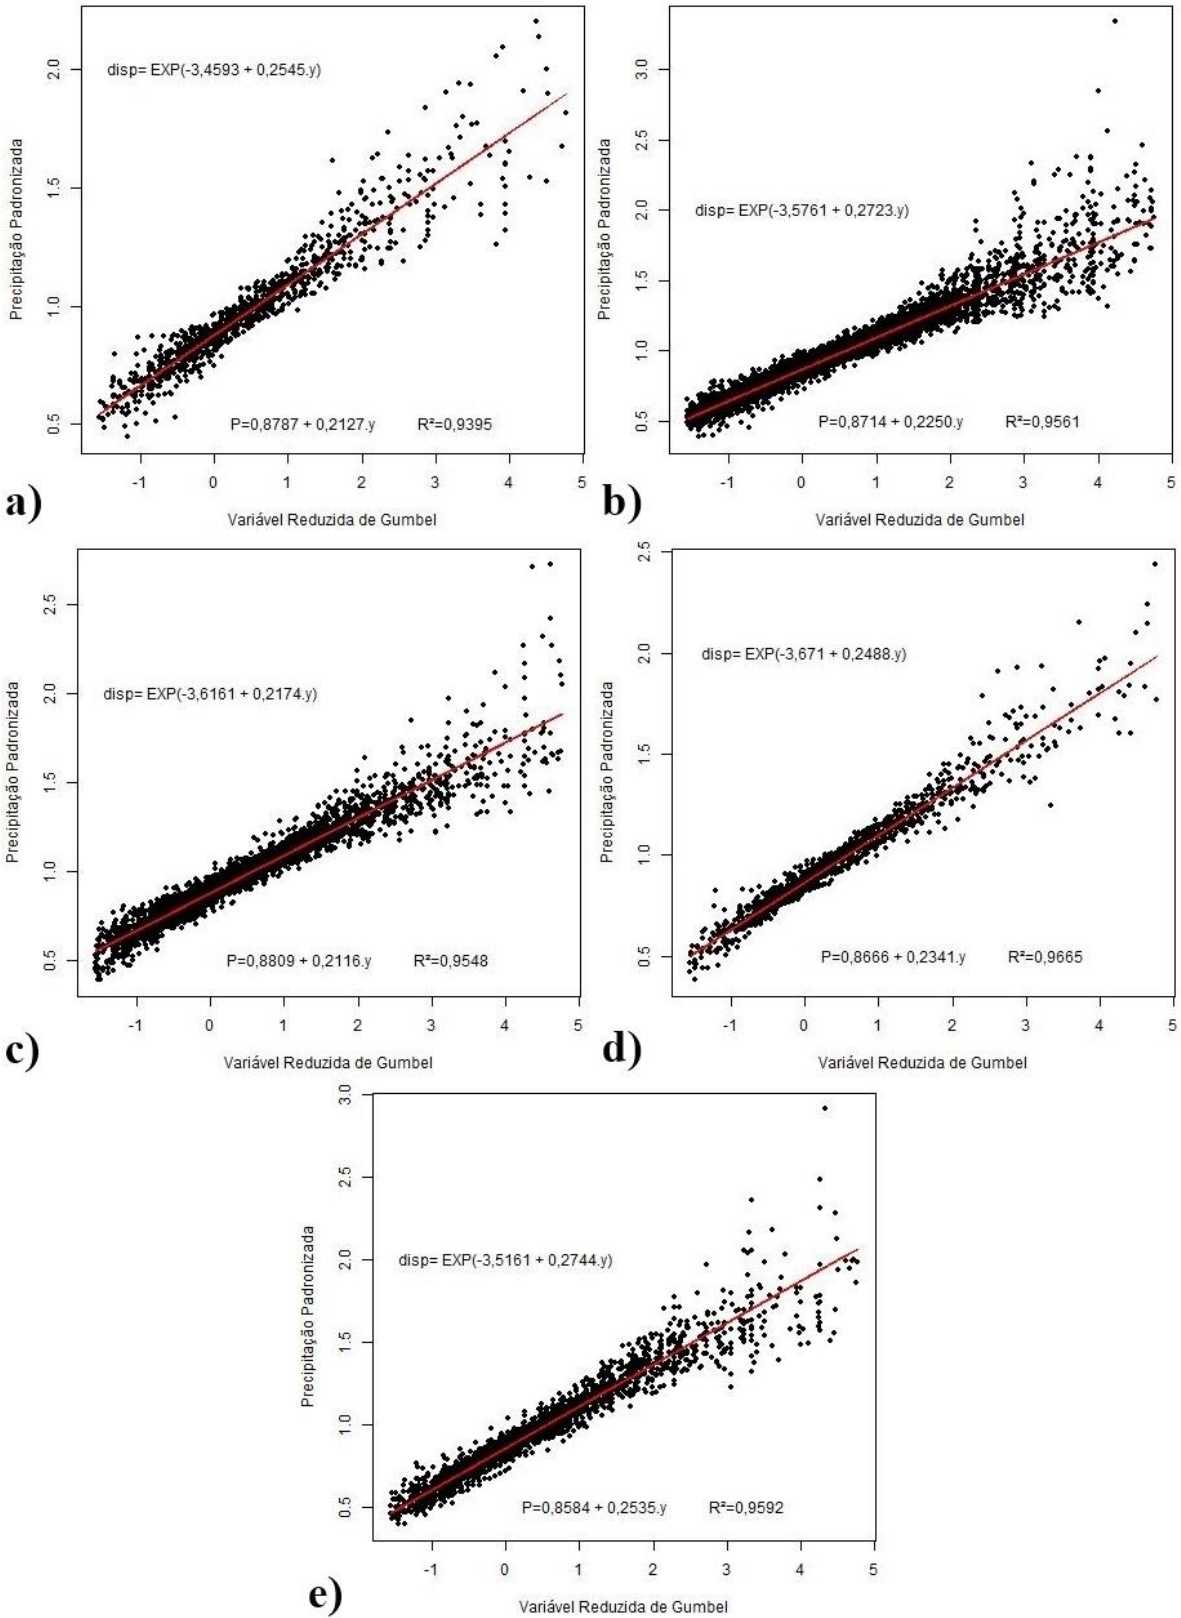 Precipitação Padronizada
2.0
1.5
1.0
0.5
disp= EXP(-3,4593 + 0,2545.y)
P=0,8787 + 0,2127.y R²=0,9395
-1 0 1 2 3 4 5
a)
Variável Reduzida de Gumbel
Precipitação Padronizada
3.0
2.5
2.0
1.5
1.0
0.5
disp= EXP(-3,5761 + 0,2723.y)
P=0,8714 + 0,2250.y R²=0,9561
-1 0 1 2 3 4 5
b)
Variável Reduzida de Gumbel
Precipitação Padronizada
2.5
2.0
1.5
1.0
0.5
disp= EXP(-3,6161 + 0,2174.y)
P=0,8809 + 0,2116.y R²=0,9548
-1 0 1 2 3 4 5
c)
Variável Reduzida de Gumbel
Precipitação Padronizada
2.5
2.0
1.5
1.0
0.5
disp= EXP(-3,671 + 0,2488.y)
P=0,8666 + 0,2341.y R²=0,9665
-1 0 1 2 3 4 5
d)
Variável Reduzida de Gumbel
Precipitação Padronizada
3.0
2.5
2.0
1.5
1.0
0.5
disp= EXP(-3,5161 + 0,2744.y)
P=0,8584 + 0,2535.y R²=0,9592
-1 0 1 2 3 4 5
e)
Variável Reduzida de Gumbel